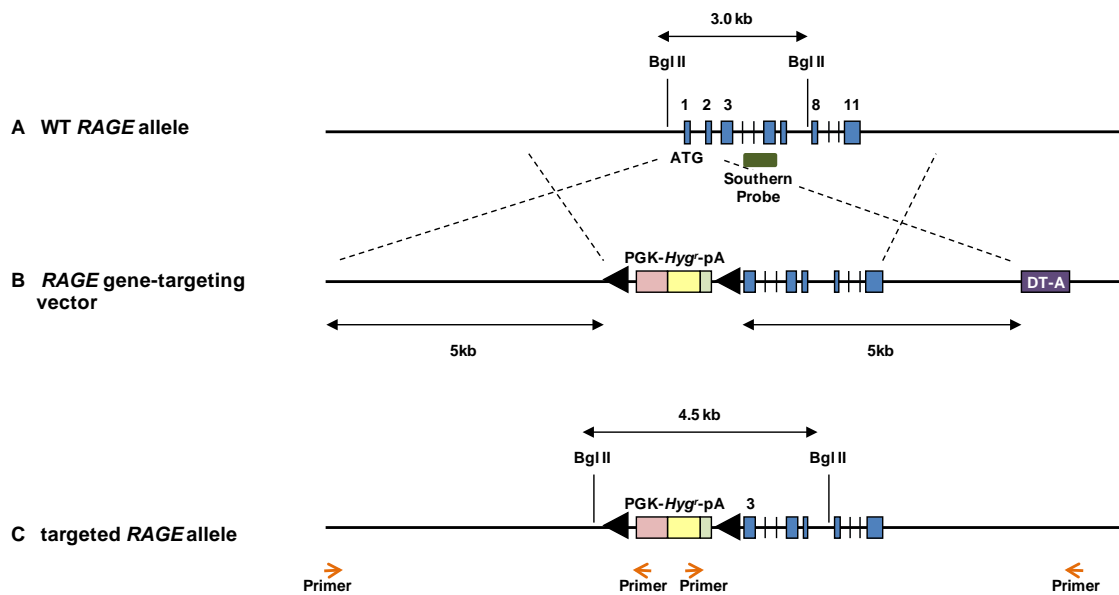 3.0 kb
Bgl II Bgl II
1 2 3 8 11
A WT RAGE allele
ATG
Southern
Probe
PGK-Hygʳ-pA
B RAGE gene-targeting
vector
DT-A
5kb 5kb
4.5 kb
Bgl II Bgl II
PGK-Hygʳ-pA 3
C targeted RAGE allele
Primer Primer Primer Primer